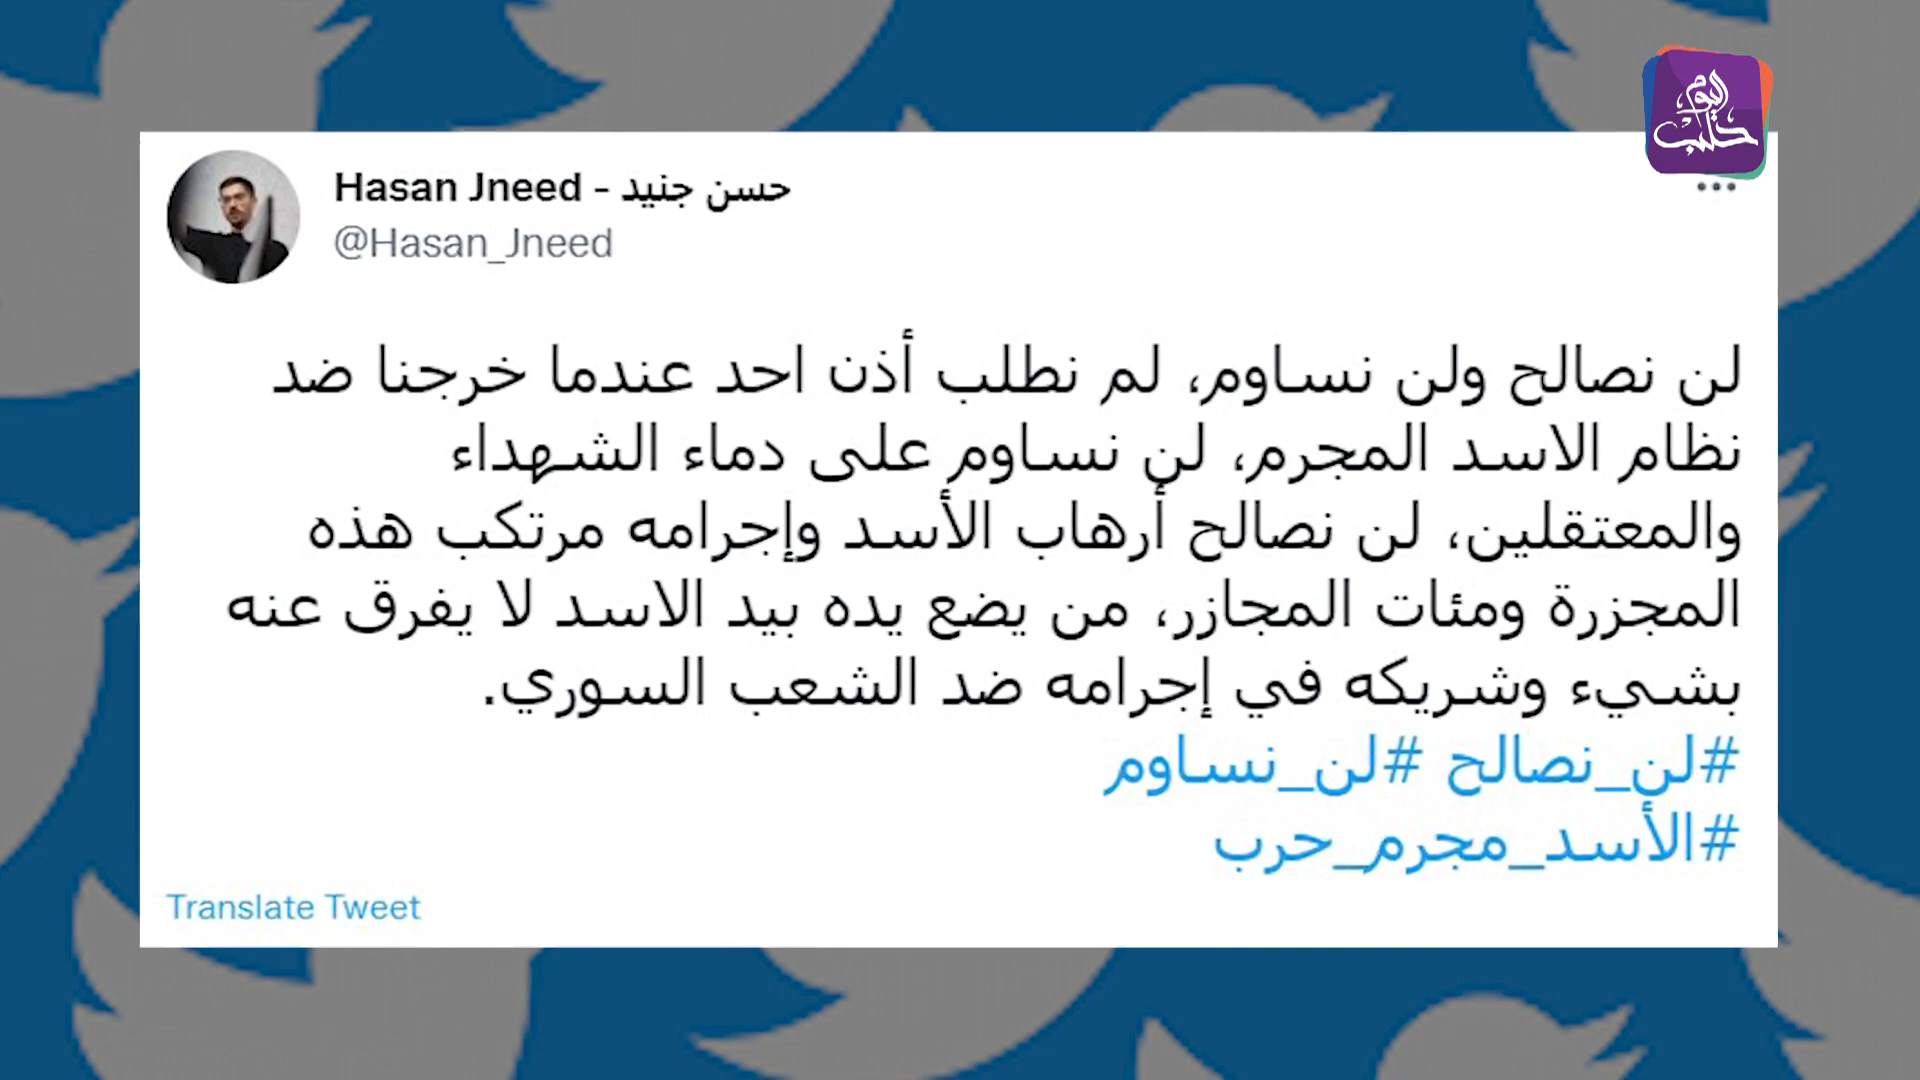 اليوم
حلب
Hasan Jneed - حسن جنيد
@Hasan_Jneed
لن نصالح ولن نساوم، لم نطلب أذن احد عندما خرجنا ضد
نظام الاسد المجرم، لن نساوم على دماء الشهداء
والمعتقلين، لن نصالح أرهاب الأسد وإجرامه مرتكب هذه
المجزرة ومئات المجازر، من يضع يده بيد الاسد لا يفرق عنه
بشيء وشريكه في إجرامه ضد الشعب السوري.
#لن_نصالح #لن_نساوم
#الأسد_مجرم_حرب
Translate Tweet